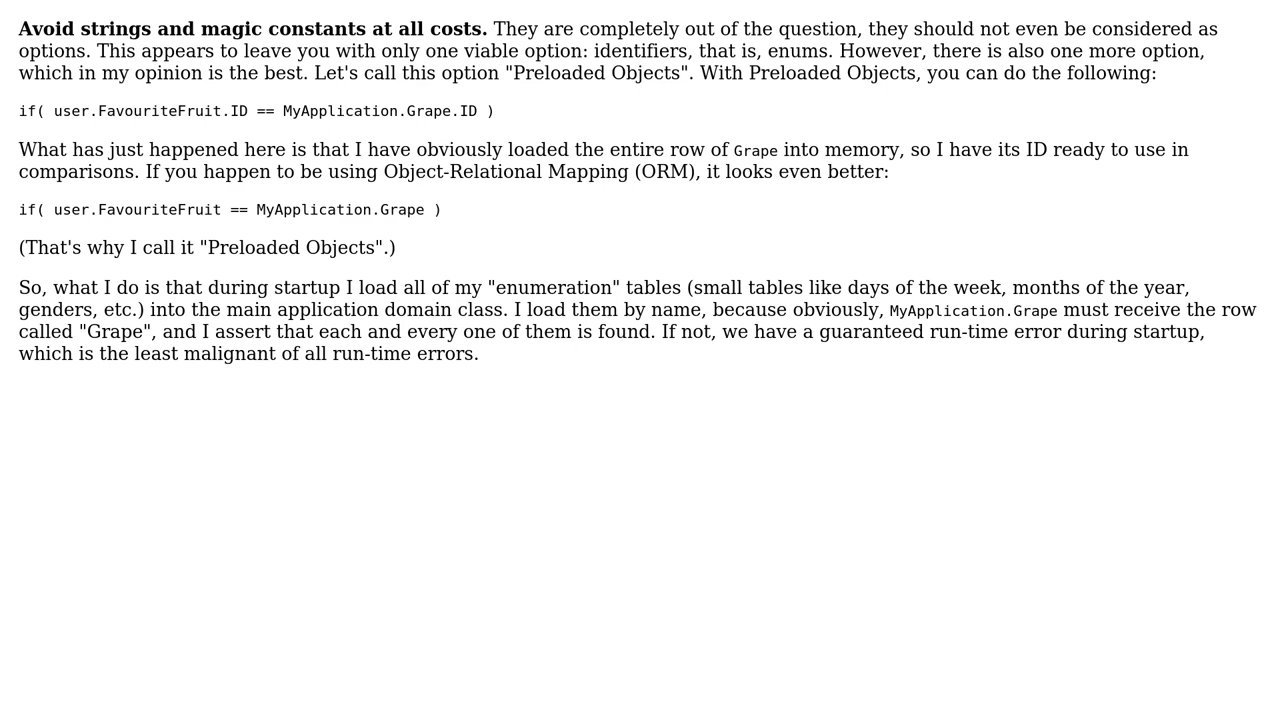 Avoid strings and magic constants at all costs. They are completely out of the question, they should not even be considered as
options. This appears to leave you with only one viable option: identifiers, that is, enums. However, there is also one more option,
which in my opinion is the best. Let's call this option "Preloaded Objects". With Preloaded Objects, you can do the following:
if( user.FavouriteFruit.ID == MyApplication.Grape.ID )
What has just happened here is that I have obviously loaded the entire row of Grape into memory, so I have its ID ready to use in
comparisons. If you happen to be using Object-Relational Mapping (ORM), it looks even better:
if( user.FavouriteFruit == MyApplication.Grape )
(That's why I call it "Preloaded Objects".)
So, what I do is that during startup I load all of my "enumeration" tables (small tables like days of the week, months of the year,
genders, etc.) into the main application domain class. I load them by name, because obviously, MyApplication.Grape must receive the row
called "Grape", and I assert that each and every one of them is found. If not, we have a guaranteed run-time error during startup,
which is the least malignant of all run-time errors.